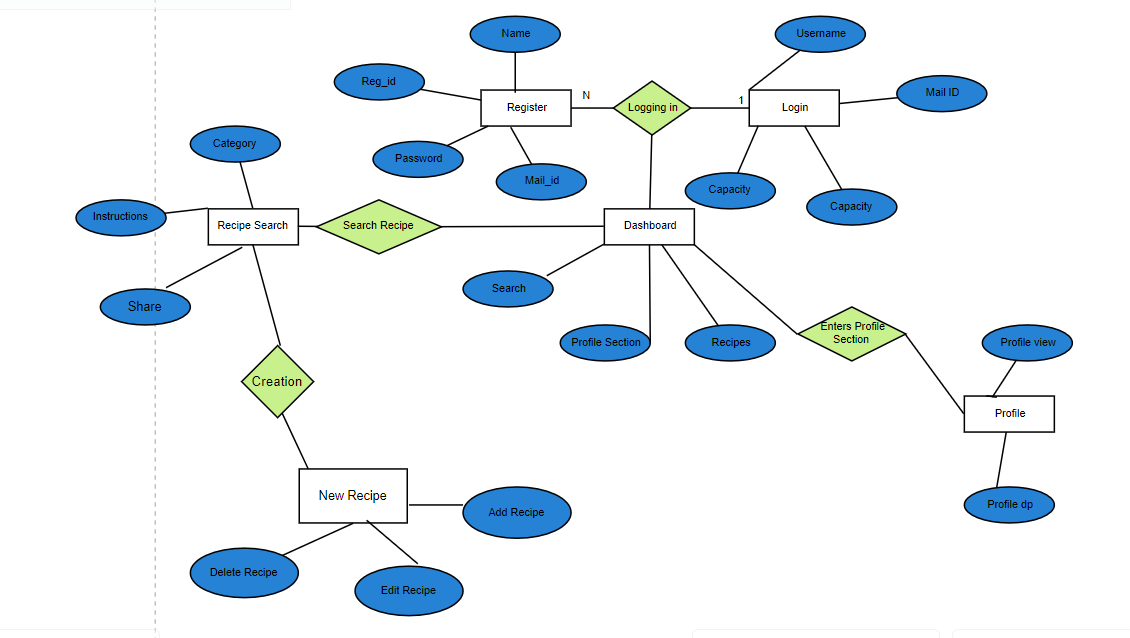 Name
Username
Reg_id
Mail ID
N
1
Register
Logging in
Login
Category
Password
Mail_id
Capacity
Capacity
Instructions
Recipe Search
Search Recipe
Dashboard
Share
Search
Profile Section
Recipes
Enters Profile
Section
Profile view
Creation
Profile
New Recipe
Add Recipe
Profile dp
Delete Recipe
Edit Recipe